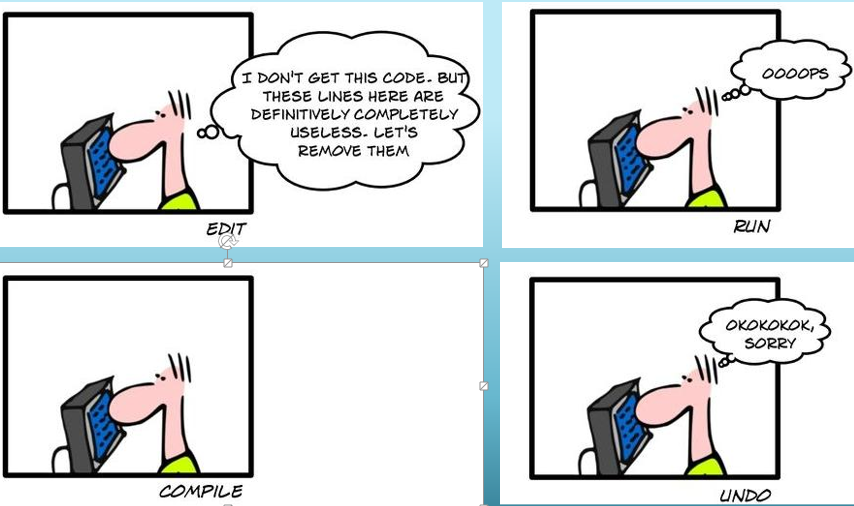 I DON'T GET THIS CODE. BUT
THESE LINES HERE ARE
DEFINITIVELY COMPLETELY
USELESS. LET'S
REMOVE THEM
EDIT
OOOOPS
RUN
COMPILE
OKOKOKOK,
SORRY
UNDO